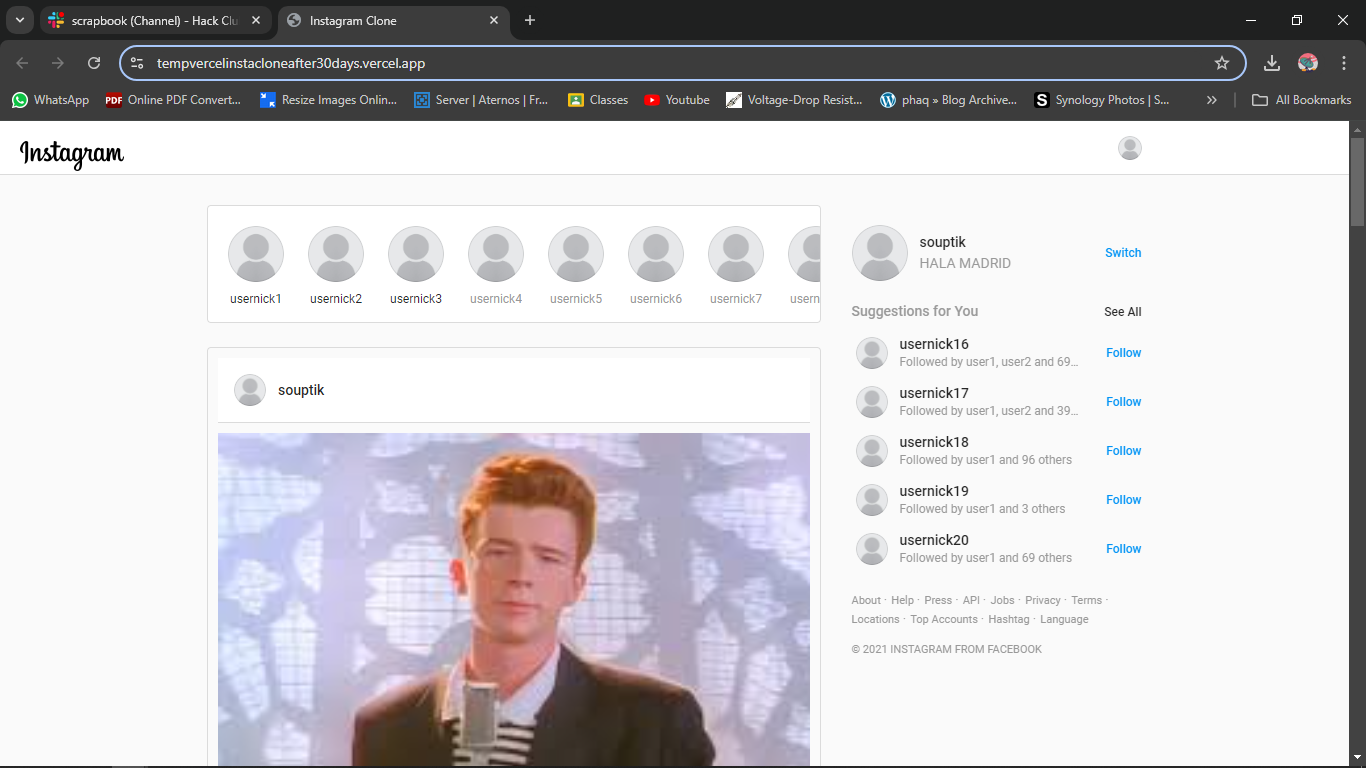 scrapbook (Channel) - Hack Clu
Instagram Clone
tempvercelinstacloneafter30days.vercel.app
WhatsApp
PDF
Online PDF Convert...
Resize Images Onlin...
Server | Aternos | Fr...
Classes
Youtube
Voltage-Drop Resist...
phaq » Blog Archive...
S
Synology Photos | S...
»
All Bookmarks
Instagram
usernick1 usernick2 usernick3 usernick4 usernick5 usernick6 usernick7 usern
souptik
HALA MADRID
Switch
Suggestions for You
See All
usernick16
Followed by user1, user2 and 69...
Follow
usernick17
Followed by user1, user2 and 39...
Follow
usernick18
Followed by user1 and 96 others
Follow
usernick19
Followed by user1 and 3 others
Follow
usernick20
Followed by user1 and 69 others
Follow
About · Help · Press · API · Jobs · Privacy · Terms ·
Locations · Top Accounts · Hashtag · Language
© 2021 INSTAGRAM FROM FACEBOOK
souptik